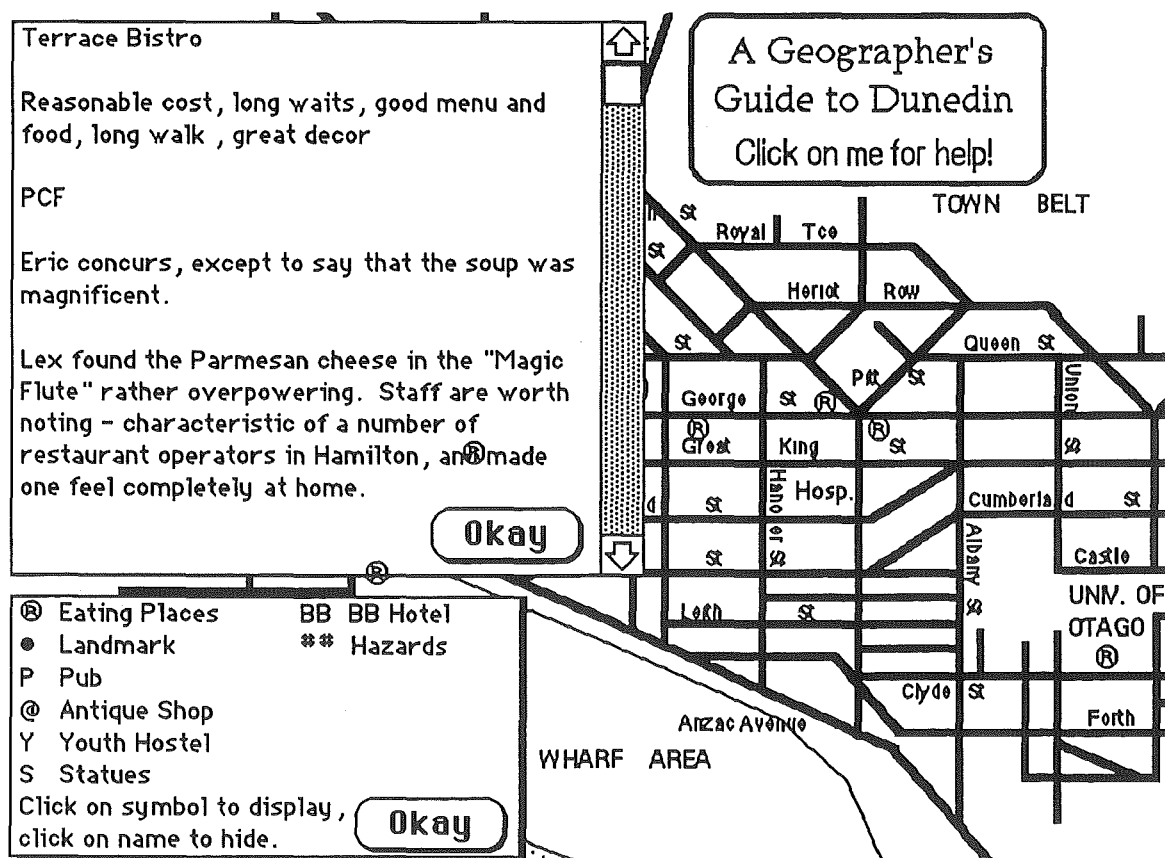 Terrace Bistro
Reasonable cost, long waits, good menu and
food, long walk , great decor
PCF
Eric concurs, except to say that the soup was
magnificent.
Lex found the Parmesan cheese in the "Magic
Flute" rather overpowering. Staff are worth
noting - characteristic of a number of
restaurant operators in Hamilton, and made
one feel completely at home.
Okay
A Geographer's
Guide to Dunedin
Click on me for help!
TOWN BELT
St
Royal Tce
St
Heriot Row
St
Queen St
Pitt St
Union St
George St
Great King St
Hanover St
Hosp.
St
Cumberla d St
St
Albany St
Castle
UNIV. OF
OTAGO
Leith St
Clyde St
Forth
Anzac Avenue
WHARF AREA
® Eating Places
● Landmark
P Pub
@ Antique Shop
Y Youth Hostel
S Statues
BB BB Hotel
** Hazards
Click on symbol to display,
click on name to hide.
Okay